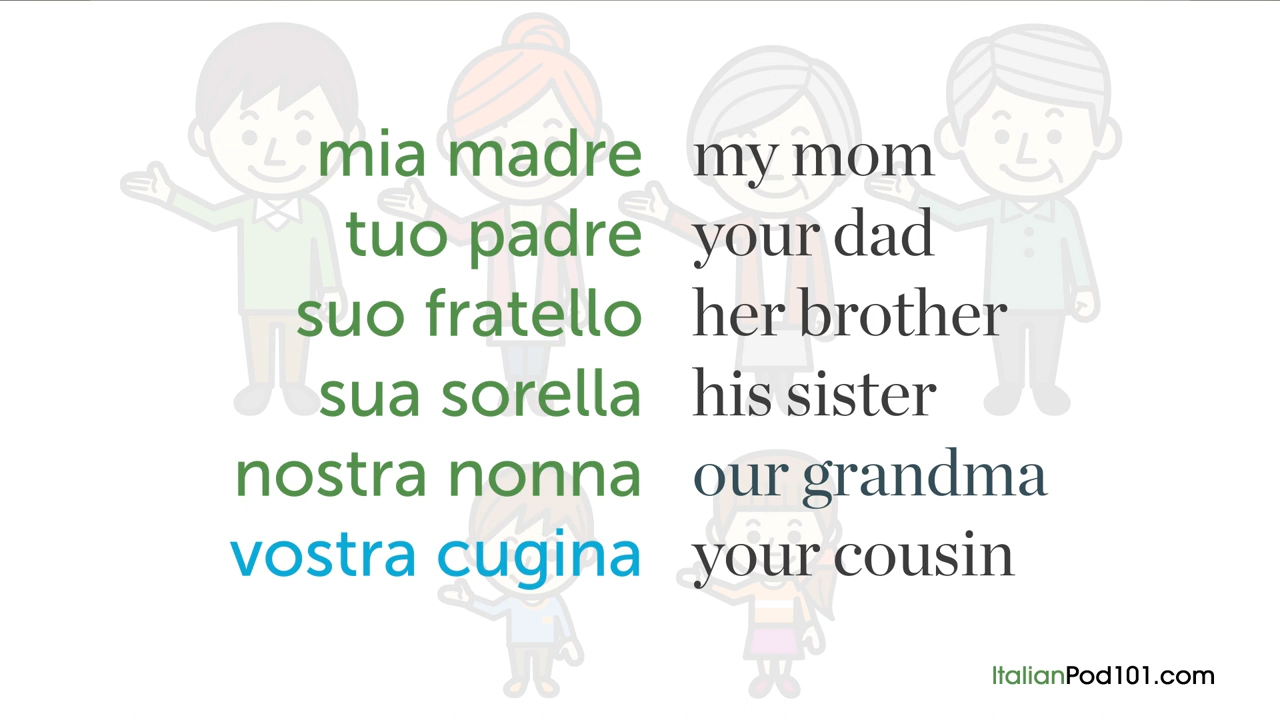 mia madre my mom
tuo padre your dad
suo fratello her brother
sua sorella his sister
nostra nonna our grandma
vostra cugina your cousin
ItalianPod101.com